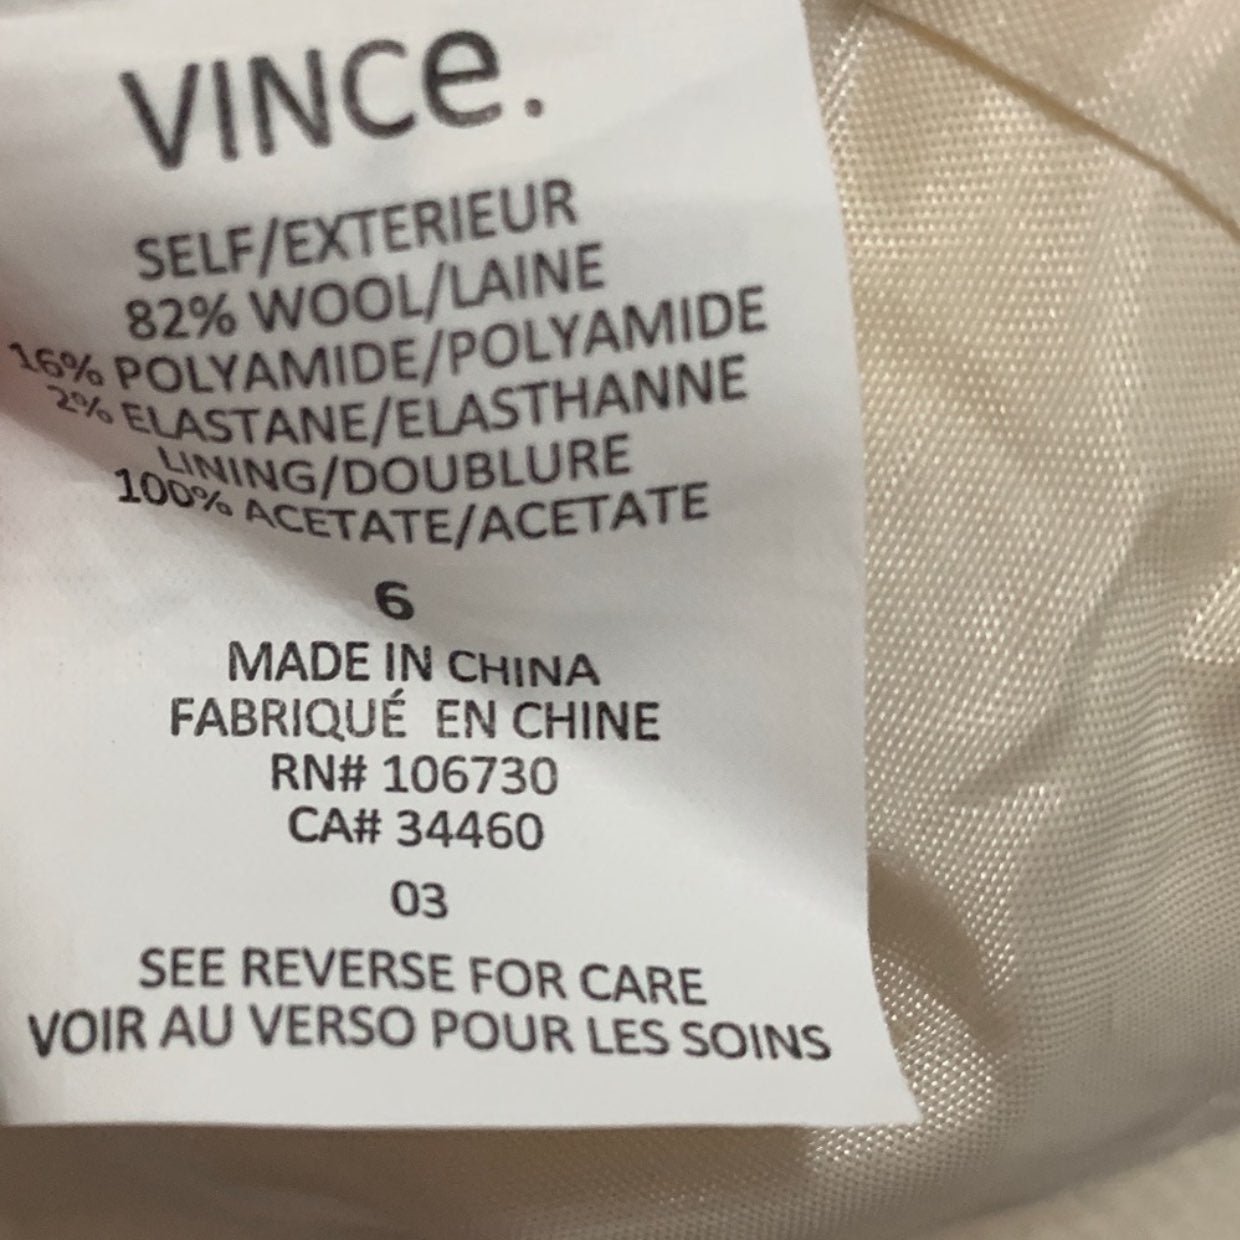 VINCe.
SELF/EXTERIEUR
82% WOOL/LAINE
16% POLYAMIDE/POLYAMIDE
2% ELASTANE/ELASTHANNE
LINING/DOUBLURE
100% ACETATE/ACETATE
6
MADE IN CHINA
FABRIQUÉ EN CHINE
RN# 106730
CA# 34460
03
SEE REVERSE FOR CARE
VOIR AU VERSO POUR LES SOINS